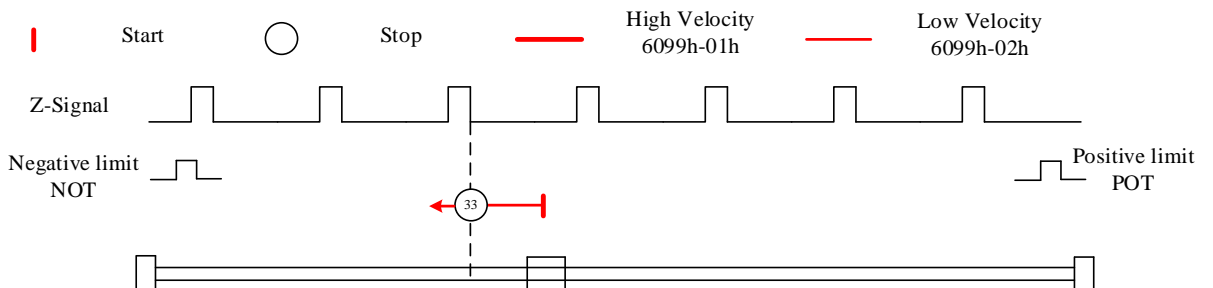 Start
Stop
High Velocity
6099h-01h
Low Velocity
6099h-02h
Z-Signal
Negative limit
NOT
Positive limit
POT
33